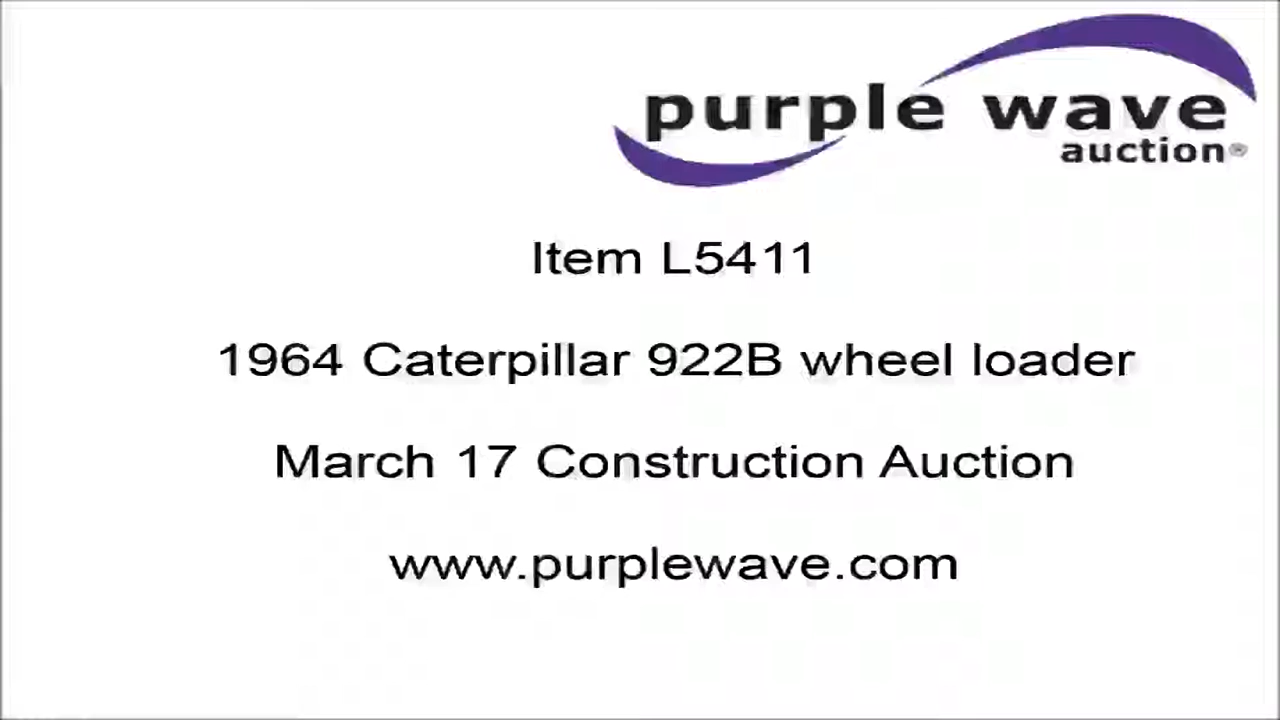 purple wave
auction®
Item L5411
1964 Caterpillar 922B wheel loader
March 17 Construction Auction
www.purplewave.com